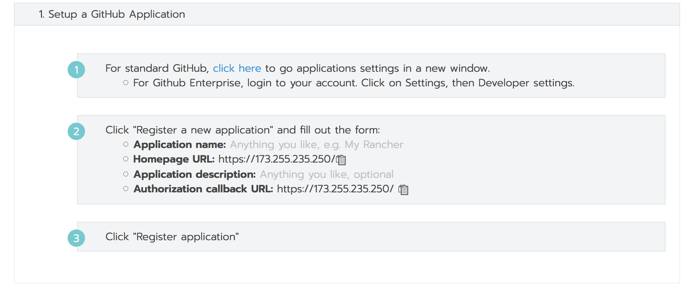 1. Setup a GitHub Application
1
For standard GitHub, click here to go applications settings in a new window.
For Github Enterprise, login to your account. Click on Settings, then Developer settings.
2
Click "Register a new application" and fill out the form:
Application name: Anything you like, e.g. My Rancher
Homepage URL: https://173.255.235.250/
Application description: Anything you like, optional
Authorization callback URL: https://173.255.235.250/
3
Click "Register application"